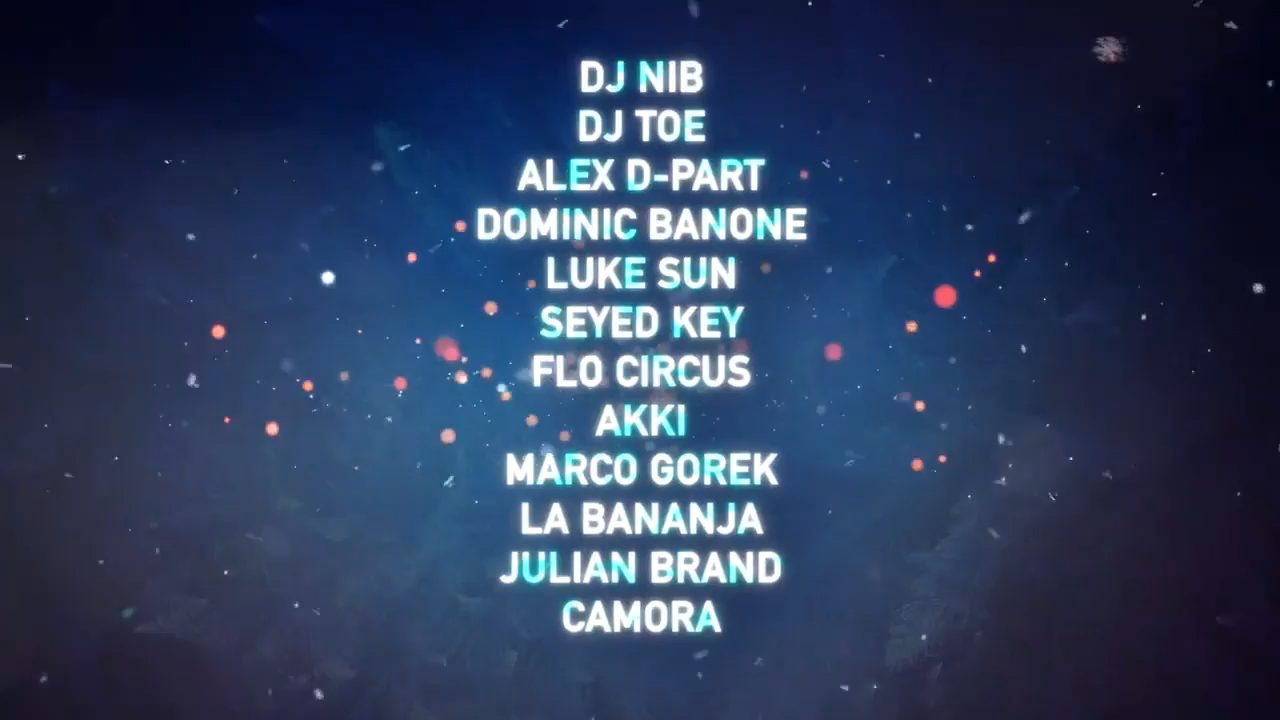 DJ NIB
DJ TOE
ALEX D-PART
DOMINIC BANONE
LUKE SUN
SEYED KEY
FLO CIRCUS
AKKI
MARCO GOREK
LA BANANJA
JULIAN BRAND
CAMORA